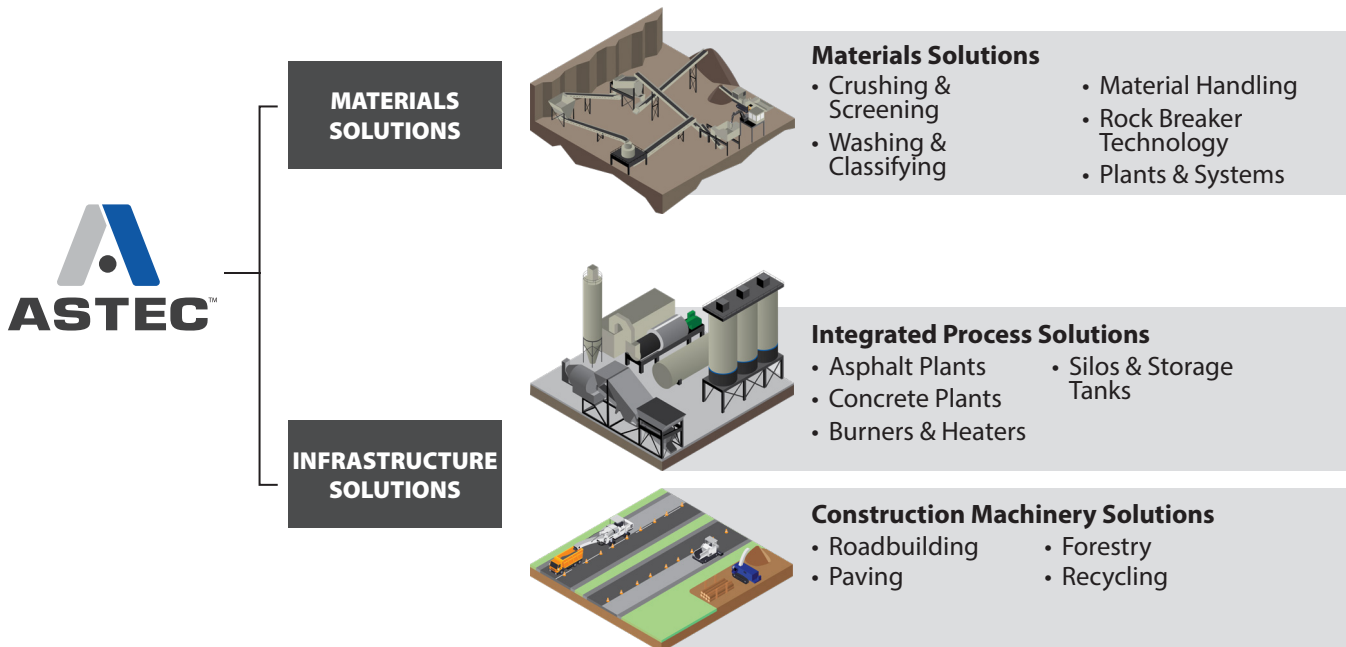 ASTEC™
MATERIALS
SOLUTIONS
Materials Solutions
• Crushing &
Screening
• Washing &
Classifying
• Material Handling
• Rock Breaker
Technology
• Plants & Systems
INFRASTRUCTURE
SOLUTIONS
Integrated Process Solutions
• Asphalt Plants
• Concrete Plants
• Burners & Heaters
• Silos & Storage
Tanks
Construction Machinery Solutions
• Roadbuilding
• Paving
• Forestry
• Recycling